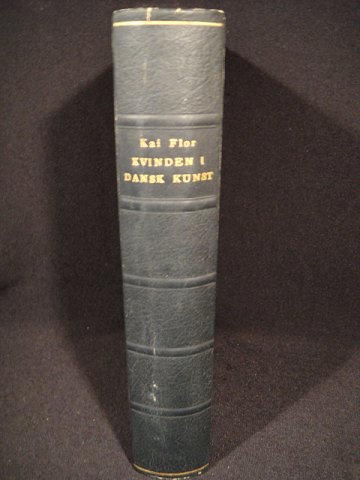 Kai Flor
KVINDEN I
DANSK KUNST